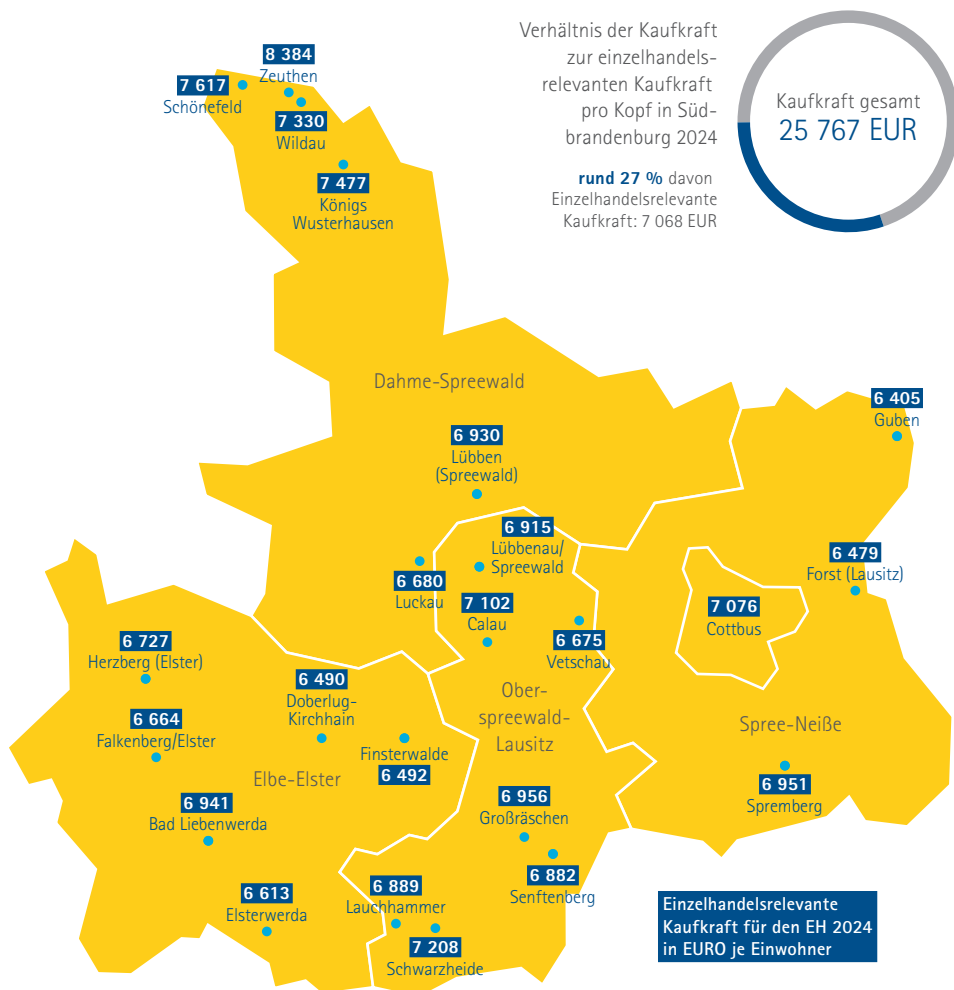 Verhältnis der Kaufkraft
zur einzelhandels-
relevanten Kaufkraft
pro Kopf in Süd-
brandenburg 2024
rund 27 % davon
Einzelhandelsrelevante
Kaufkraft: 7 068 EUR
Kaufkraft gesamt
25 767 EUR
8 384
Zeuthen
7 617
Schönefeld
7 330
Wildau
7 477
Königs
Wusterhausen
Dahme-Spreewald
6 930
Lübben
(Spreewald)
6 405
Guben
6 915
Lübbenau/
Spreewald
6 680
Luckau
7 102
Calau
6 675
Vetschau
6 479
Forst (Lausitz)
7 076
Cottbus
6 727
Herzberg (Elster)
6 490
Doberlug-
Kirchhain
6 664
Falkenberg/Elster
Finsterwalde
6 492
Elbe-Elster
Ober-
spreewald-
Lausitz
Spree-Neiße
6 951
Spremberg
6 941
Bad Liebenwerda
6 956
Großräschen
6 882
Senftenberg
6 613
Elsterwerda
6 889
Lauchhammer
7 208
Schwarzheide
Einzelhandelsrelevante
Kaufkraft für den EH 2024
in EURO je Einwohner